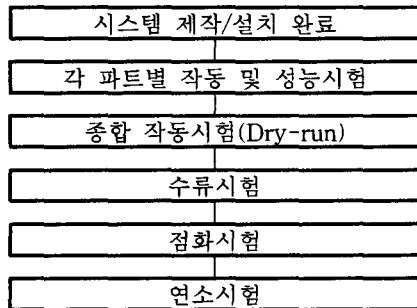 시스템 제작/설치 완료
각 파트별 작동 및 성능시험
종합 작동시험(Dry-run)
수류시험
점화시험
연소시험